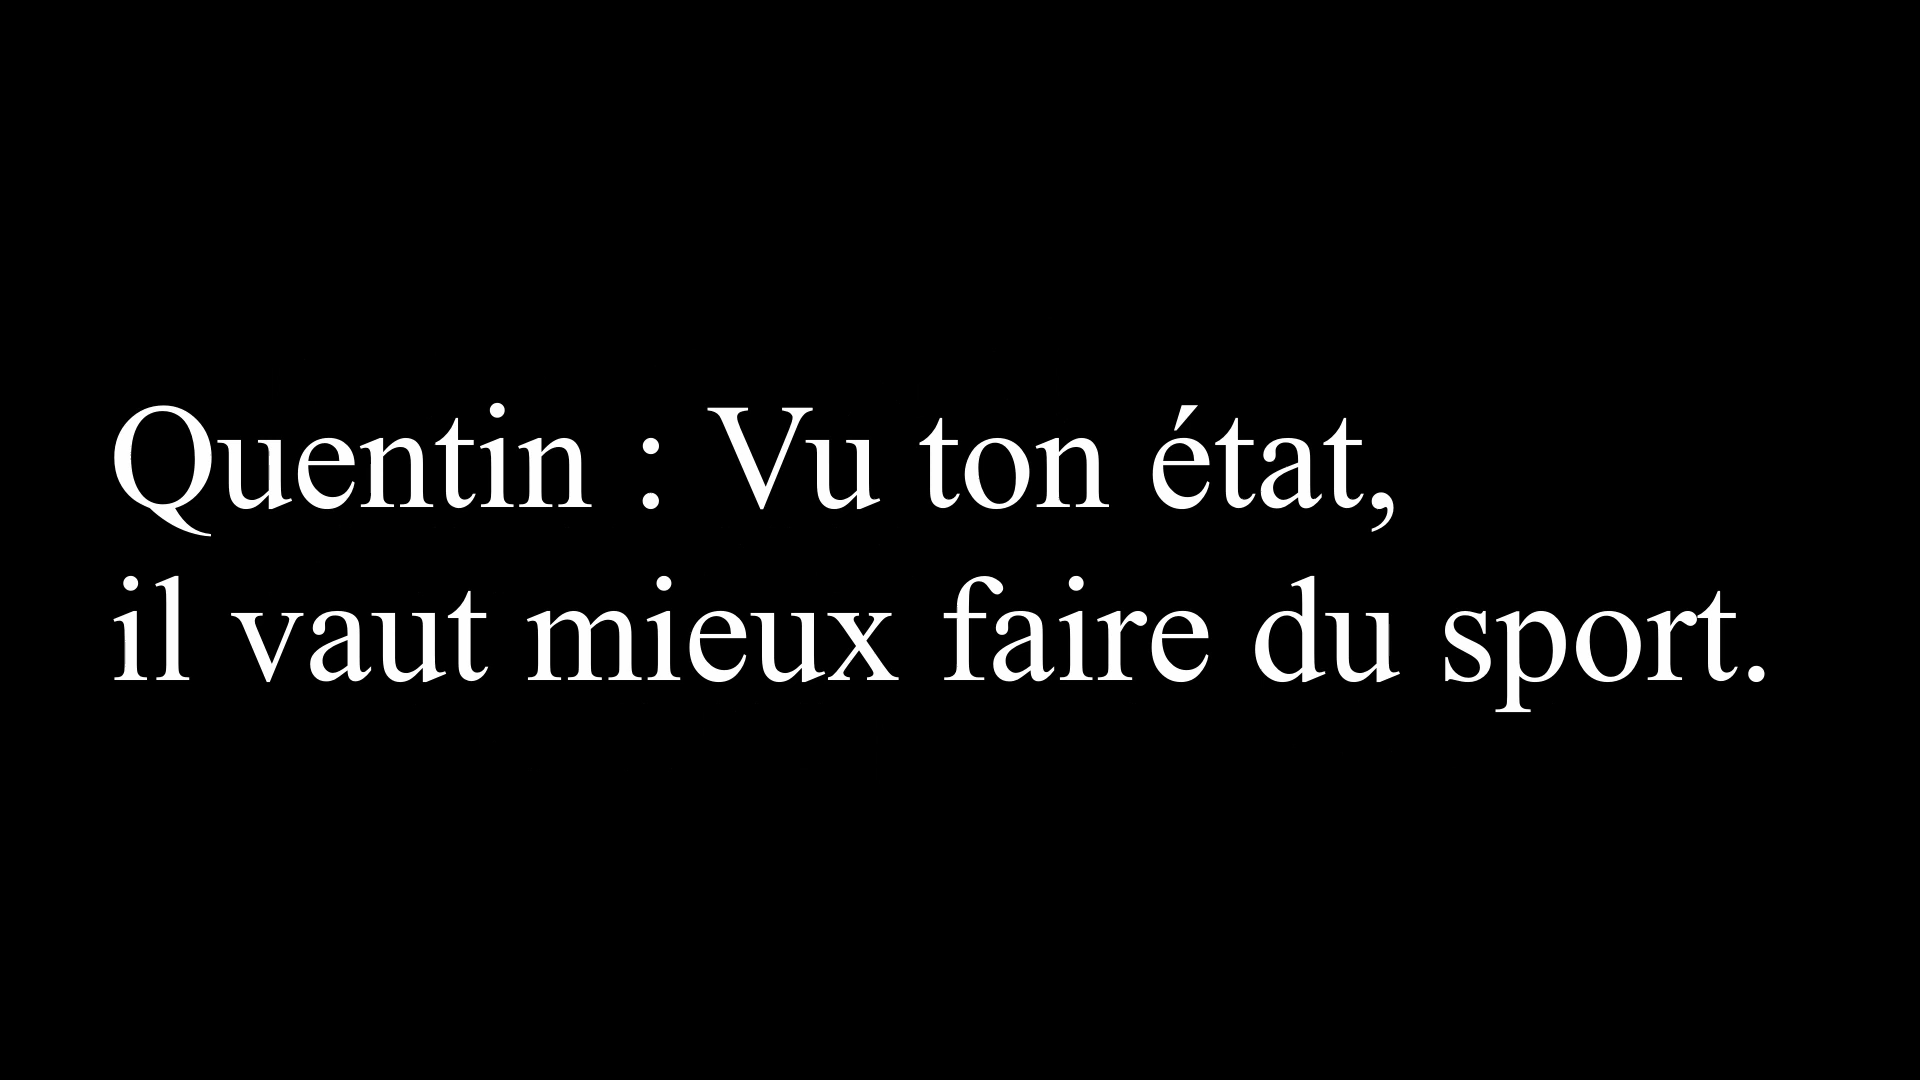 Quentin : Vu ton état,
il vaut mieux faire du sport.